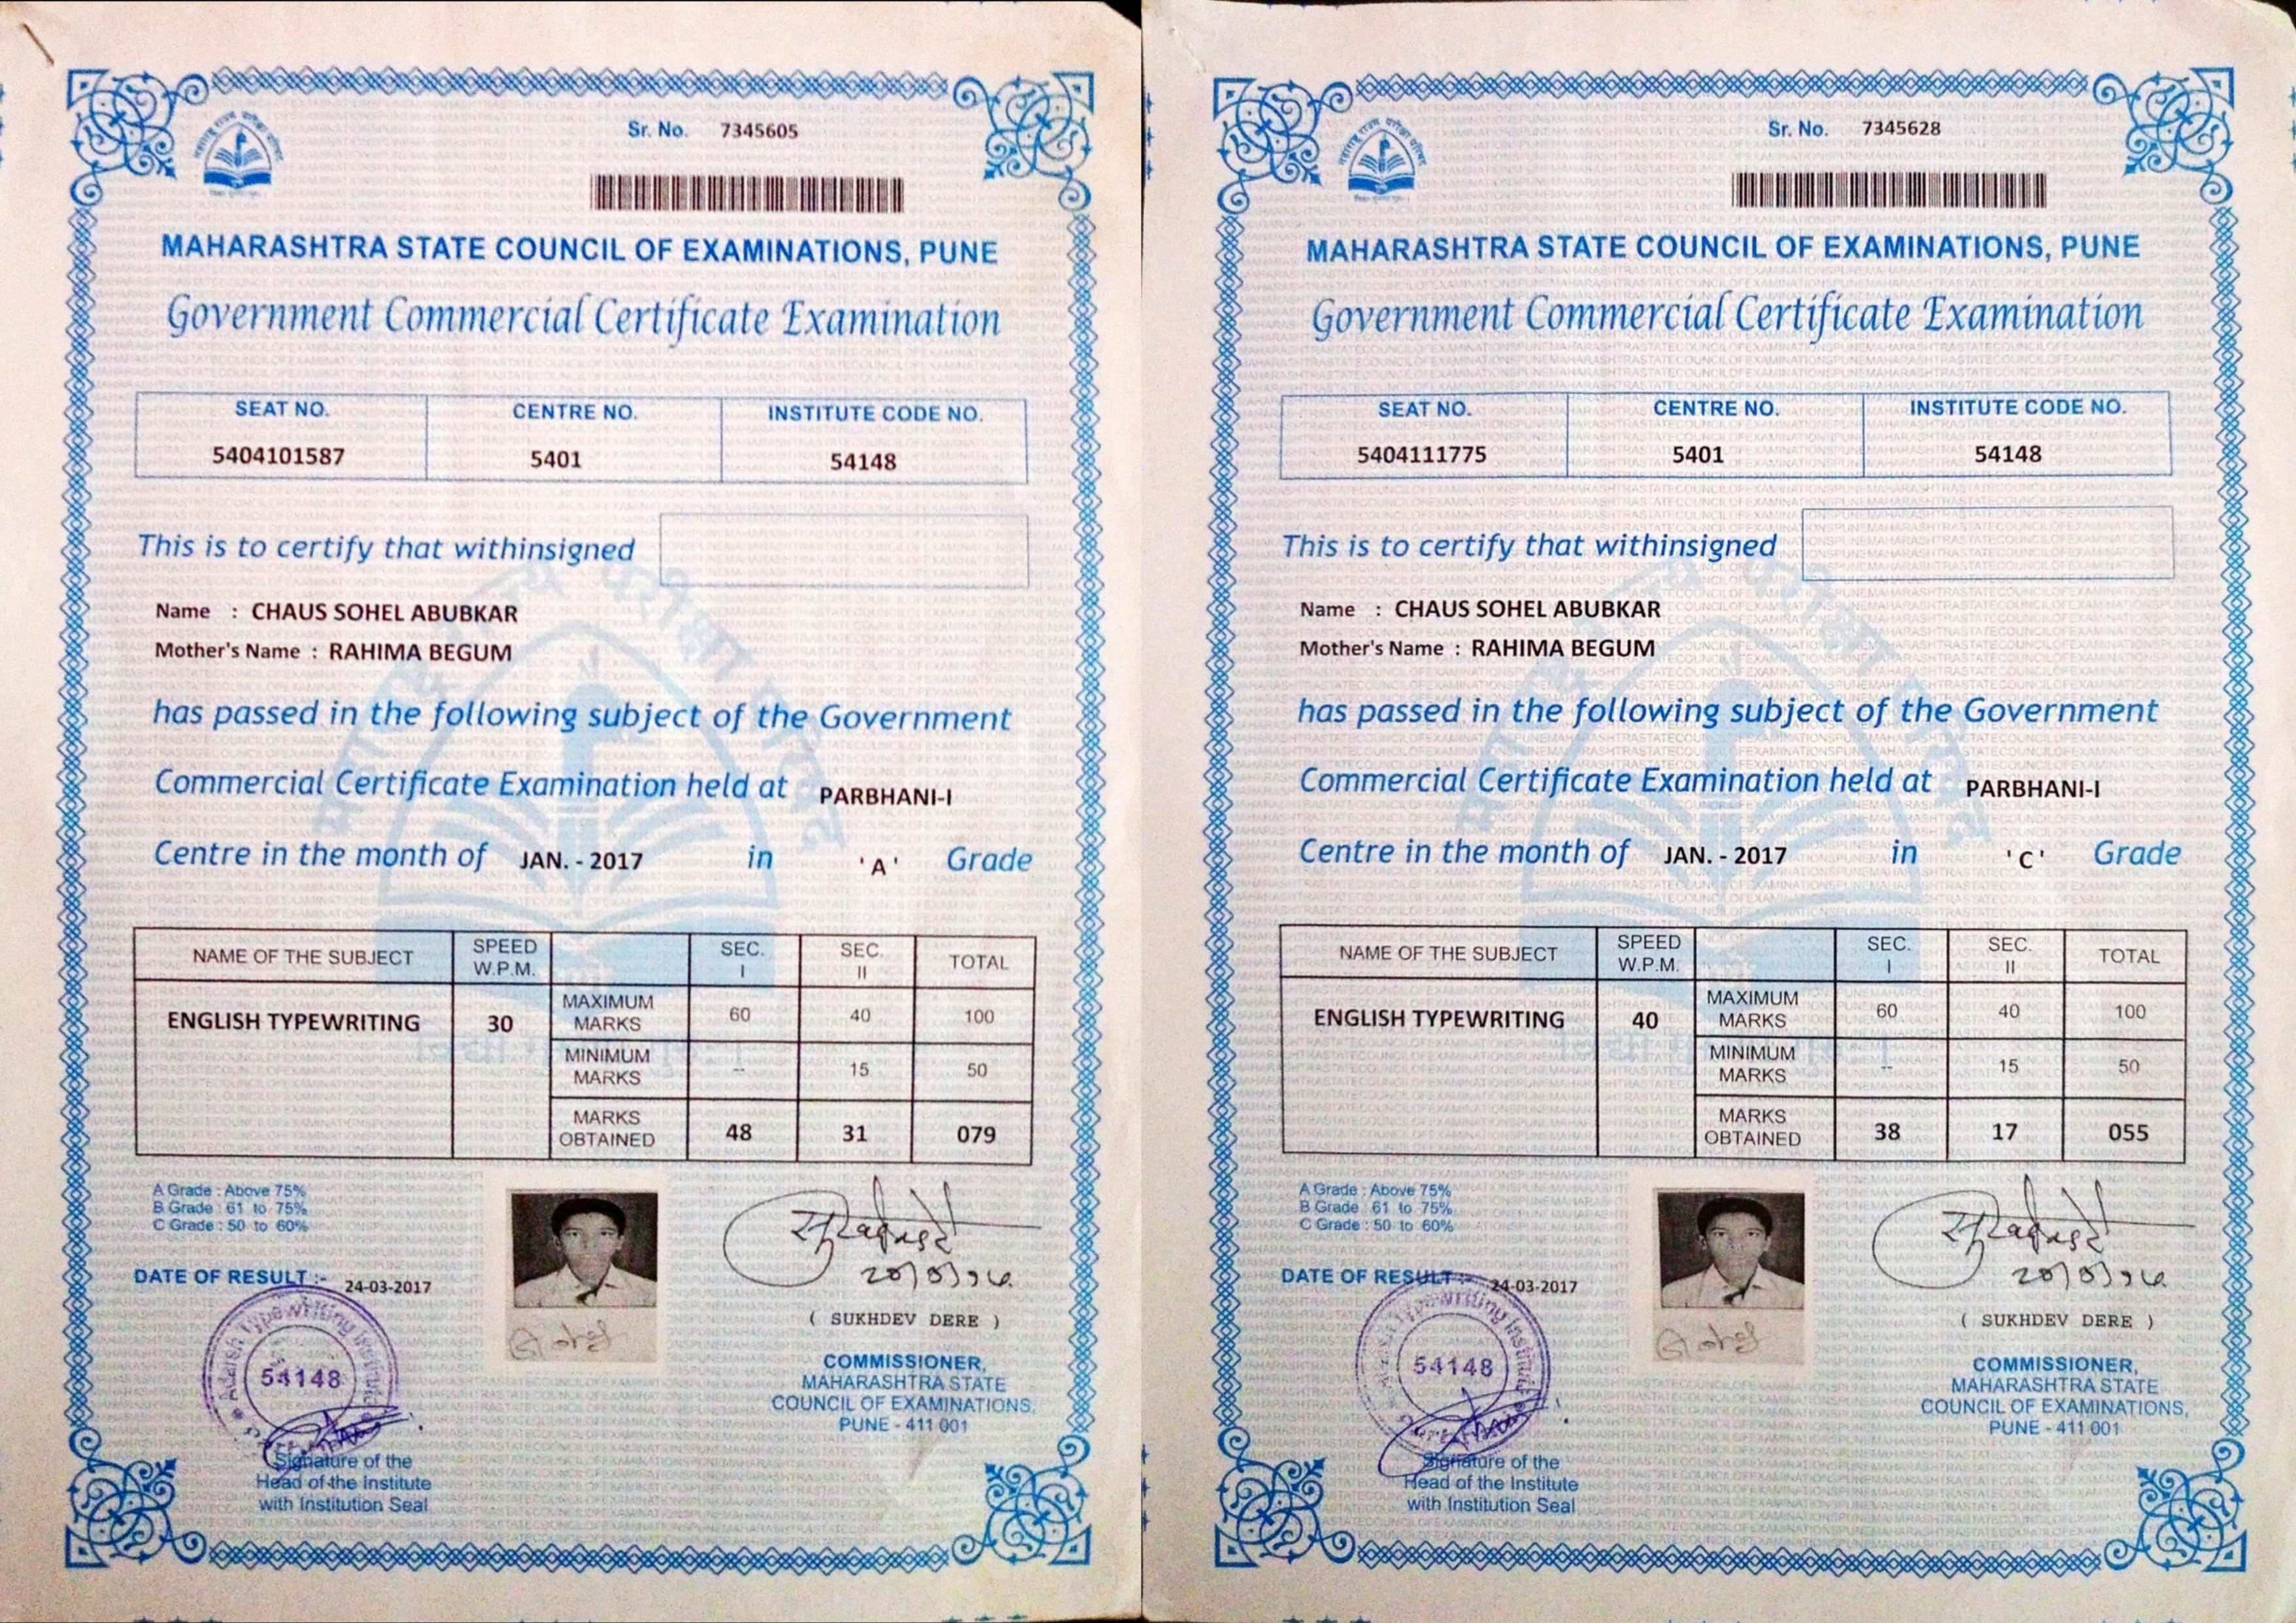 Sr. No. 7345605
MAHARASHTRA STATE COUNCIL OF EXAMINATIONS, PUNE
Government Commercial Certificate Examination
SEAT NO. CENTRE NO. INSTITUTE CODE NO.
5404101587 5401 54148
This is to certify that withinsigned
Name : CHAUS SOHEL ABUBKAR
Mother's Name : RAHIMA BEGUM
has passed in the following subject of the Government
Commercial Certificate Examination held at PARBHANI-I
Centre in the month of JAN. - 2017 in 'A' Grade
NAME OF THE SUBJECT SPEED W.P.M. SEC. I SEC. II TOTAL
ENGLISH TYPEWRITING 30 MAXIMUM MARKS 60 40 100
MINIMUM MARKS -- 15 50
MARKS OBTAINED 48 31 079
A Grade : Above 75%
B Grade : 61 to 75%
C Grade : 50 to 60%
DATE OF RESULT :- 24-03-2017
Adarsh Typewriting Institute
54148
( SUKHDEV DERE )
COMMISSIONER,
MAHARASHTRA STATE
COUNCIL OF EXAMINATIONS,
PUNE - 411 001
Signature of the
Head of the Institute
with Institution Seal
Sr. No. 7345628
MAHARASHTRA STATE COUNCIL OF EXAMINATIONS, PUNE
Government Commercial Certificate Examination
SEAT NO. CENTRE NO. INSTITUTE CODE NO.
5404111775 5401 54148
This is to certify that withinsigned
Name : CHAUS SOHEL ABUBKAR
Mother's Name : RAHIMA BEGUM
has passed in the following subject of the Government
Commercial Certificate Examination held at PARBHANI-I
Centre in the month of JAN. - 2017 in 'C' Grade
NAME OF THE SUBJECT SPEED W.P.M. SEC. I SEC. II TOTAL
ENGLISH TYPEWRITING 40 MAXIMUM MARKS 60 40 100
MINIMUM MARKS -- 15 50
MARKS OBTAINED 38 17 055
A Grade : Above 75%
B Grade : 61 to 75%
C Grade : 50 to 60%
DATE OF RESULT :- 24-03-2017
Typewriting Institute
54148
( SUKHDEV DERE )
COMMISSIONER,
MAHARASHTRA STATE
COUNCIL OF EXAMINATIONS,
PUNE - 411 001
Signature of the
Head of the Institute
with Institution Seal